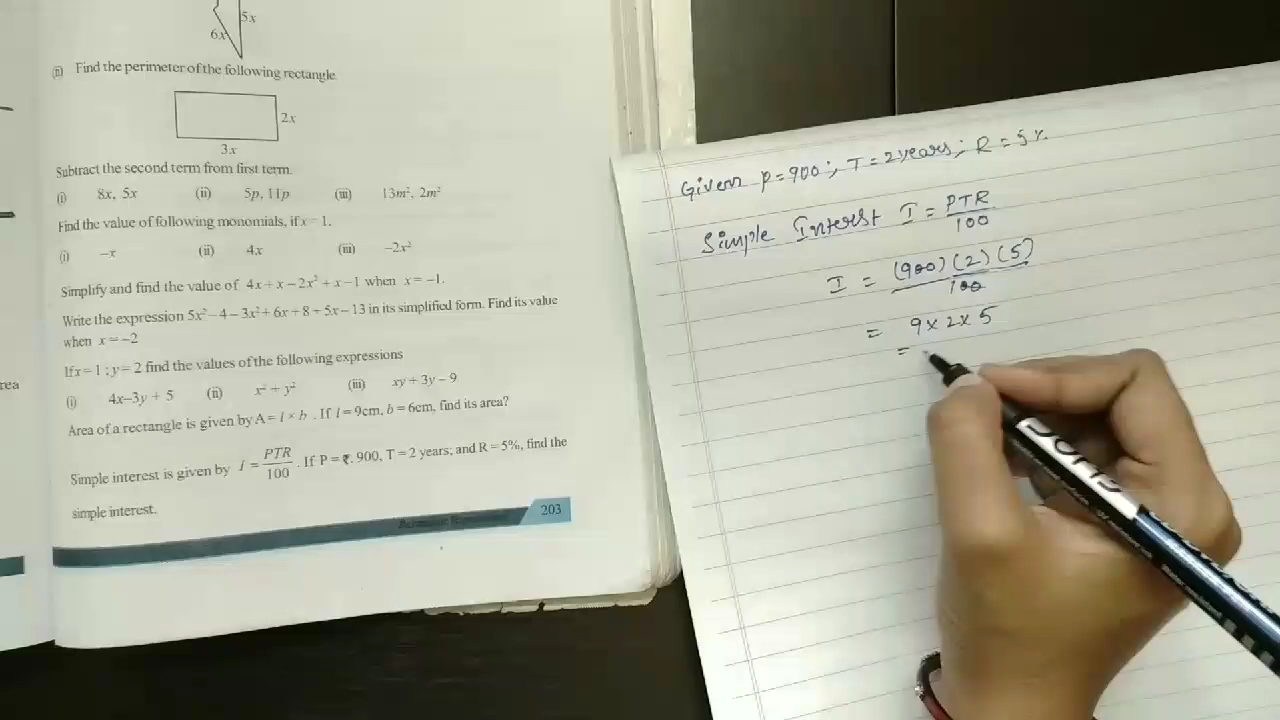 5x
6x
(ii) Find the perimeter of the following rectangle.
2x
3x
Subtract the second term from first term.
(i) 8x, 5x (ii) 5p, 11p (iii) 13m², 2m²
Find the value of following monomials, if x = 1.
(i) –x (ii) 4x (iii) –2x²
Simplify and find the value of 4x + x – 2x² + x – 1 when x = –1.
Write the expression 5x² – 4 – 3x² + 6x + 8 + 5x – 13 in its simplified form. Find its value
when x = –2
If x = 1 ; y = 2 find the values of the following expressions
(i) 4x–3y + 5 (ii) x² + y² (iii) xy + 3y – 9
Area of a rectangle is given by A = l × b . If l = 9cm, b = 6cm, find its area?
Simple interest is given by I = PTR/100 . If P = ₹. 900, T = 2 years; and R = 5%, find the
simple interest.
203
rea
Given P = 900 ; T = 2 years ; R = 5%
Simple Interest I = PTR/100
I = (900)(2)(5)/100
= 9 x 2 x 5
=